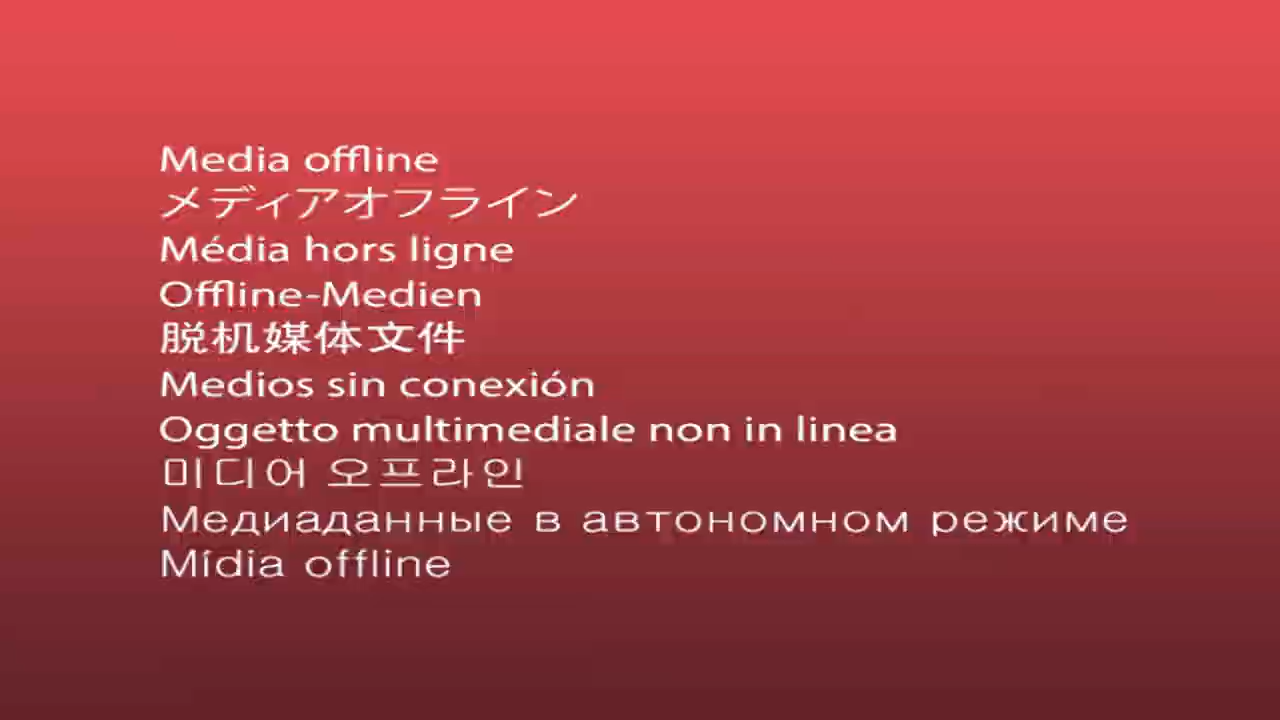 Media offline
メディアオフライン
Média hors ligne
Offline-Medien
脱机媒体文件
Medios sin conexión
Oggetto multimediale non in linea
미디어 오프라인
Медиаданные в автономном режиме
Mídia offline